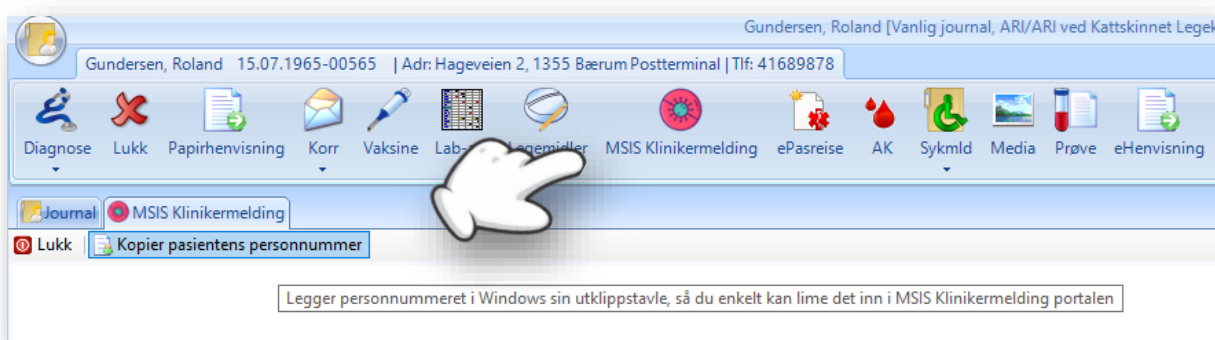 Gundersen, Roland [Vanlig journal, ARI/ARI ved Kattskinnet Legek
Gundersen, Roland 15.07.1965-00565 | Adr: Hageveien 2, 1355 Bærum Postterminal | Tlf: 41689878
Diagnose Lukk Papirhenvisning Korr Vaksine Lab- Legemidler MSIS Klinikermelding ePasreise AK Sykmld Media Prøve eHenvisning
Journal MSIS Klinikermelding
Lukk Kopier pasientens personnummer
Legger personnummeret i Windows sin utklippstavle, så du enkelt kan lime det inn i MSIS Klinikermelding portalen